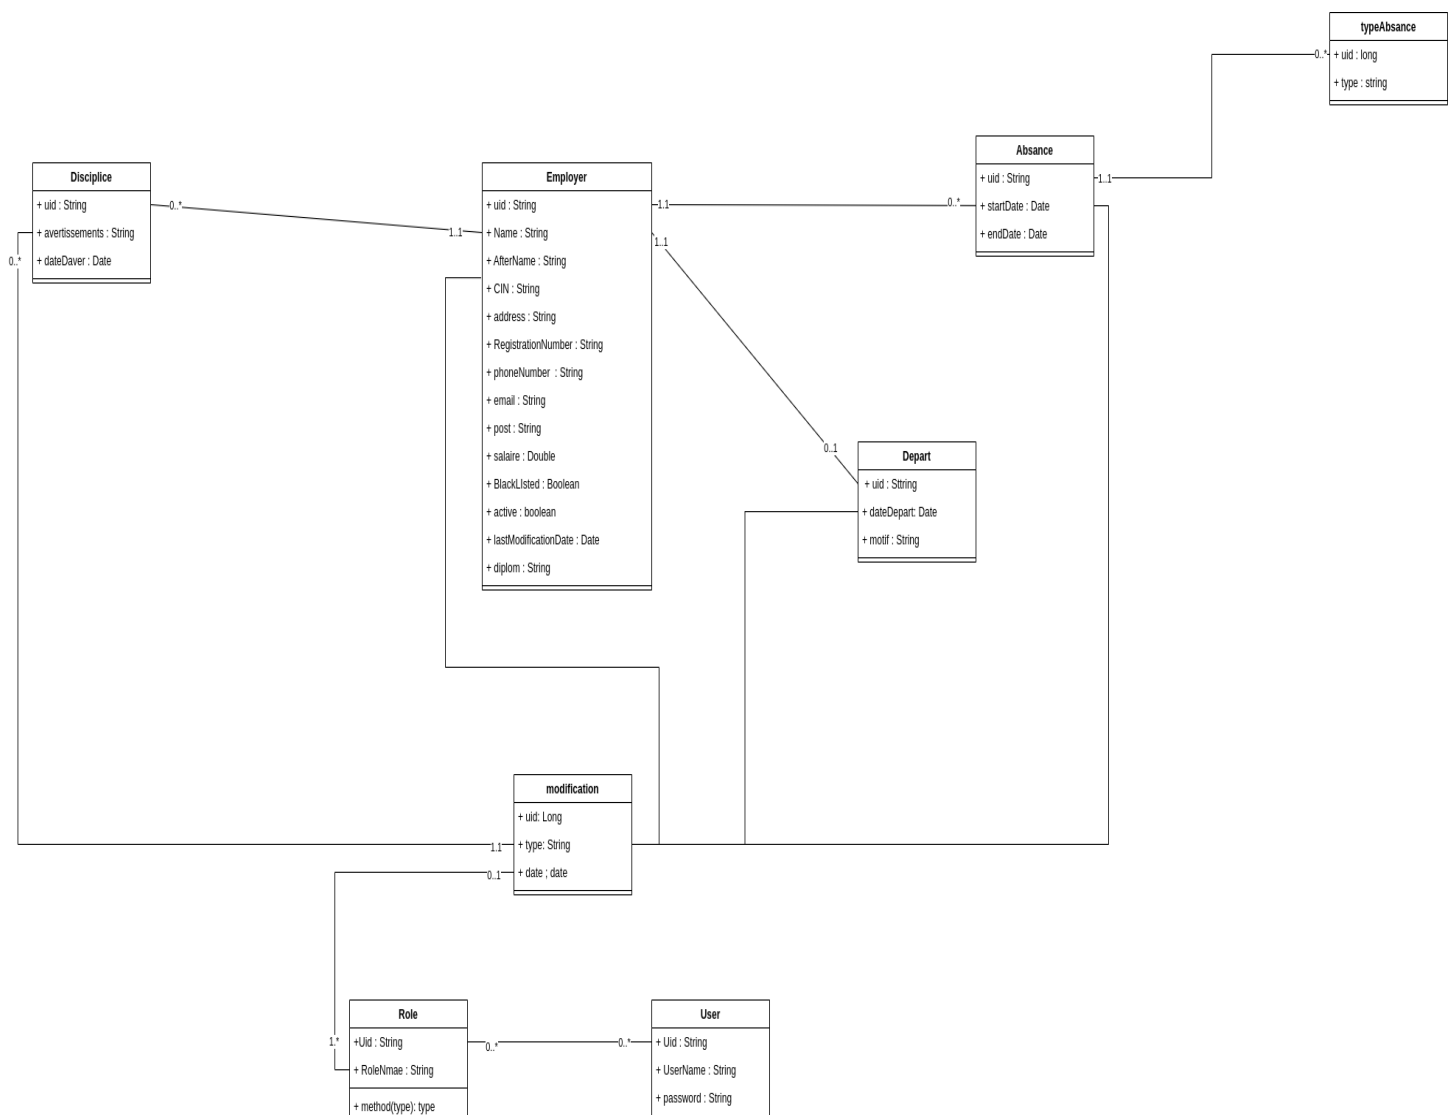 typeAbsance
+ uid : long
+ type : string
0..*
Absance
+ uid : String
+ startDate : Date
+ endDate : Date
1..1
0..*
Disciplice
+ uid : String
+ avertissements : String
+ dateDaver : Date
0..*
0..*
Employer
+ uid : String
+ Name : String
+ AfterName : String
+ CIN : String
+ address : String
+ RegistrationNumber : String
+ phoneNumber : String
+ email : String
+ post : String
+ salaire : Double
+ BlackLIsted : Boolean
+ active : boolean
+ lastModificationDate : Date
+ diplom : String
1..1
1.1
1..1
0..1
Depart
+ uid : Sttring
+ dateDepart: Date
+ motif : String
modification
+ uid: Long
+ type: String
+ date ; date
1.1
0..1
1.*
Role
+Uid : String
+ RoleNmae : String
+ method(type): type
0..*
0..*
User
+ Uid : String
+ UserName : String
+ password : String